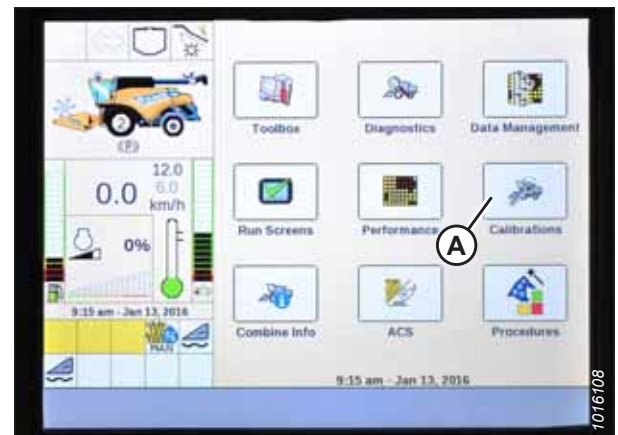 Toolbox
Diagnostics
Data Management
2
(P)
12.0
6.0
0.0
km/h
0%
Run Screens
Performance
Calibrations
A
9:15 am - Jan 13, 2016
MAN
Combine Info
ACS
Procedures
9:15 am - Jan 13, 2016
1016108